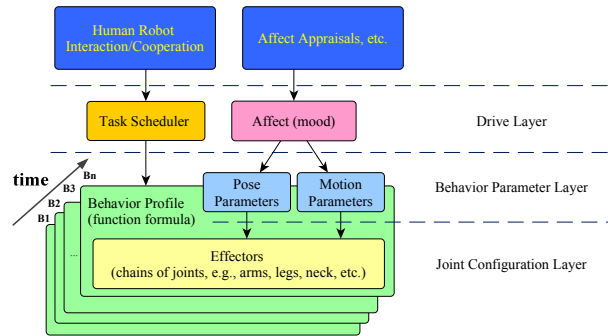 Human Robot
Interaction/Cooperation
Affect Appraisals, etc.
Task Scheduler
Affect (mood)
Drive Layer
time
Bn
B3
B2
B1
Behavior Profile
(function formula)
Pose
Parameters
Motion
Parameters
Behavior Parameter Layer
...
Effectors
(chains of joints, e.g., arms, legs, neck, etc.)
Joint Configuration Layer